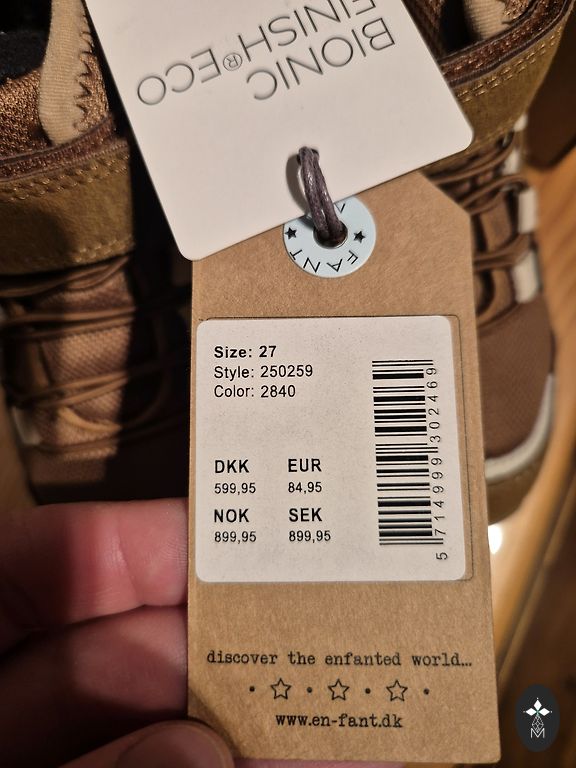 BIONIC
FINISH®ECO
FANT
Size: 27
Style: 250259
Color: 2840
DKK EUR
599,95 84,95
NOK SEK
899,95 899,95
5 714999 302469
discover the enfanted world...
www.en-fant.dk
M